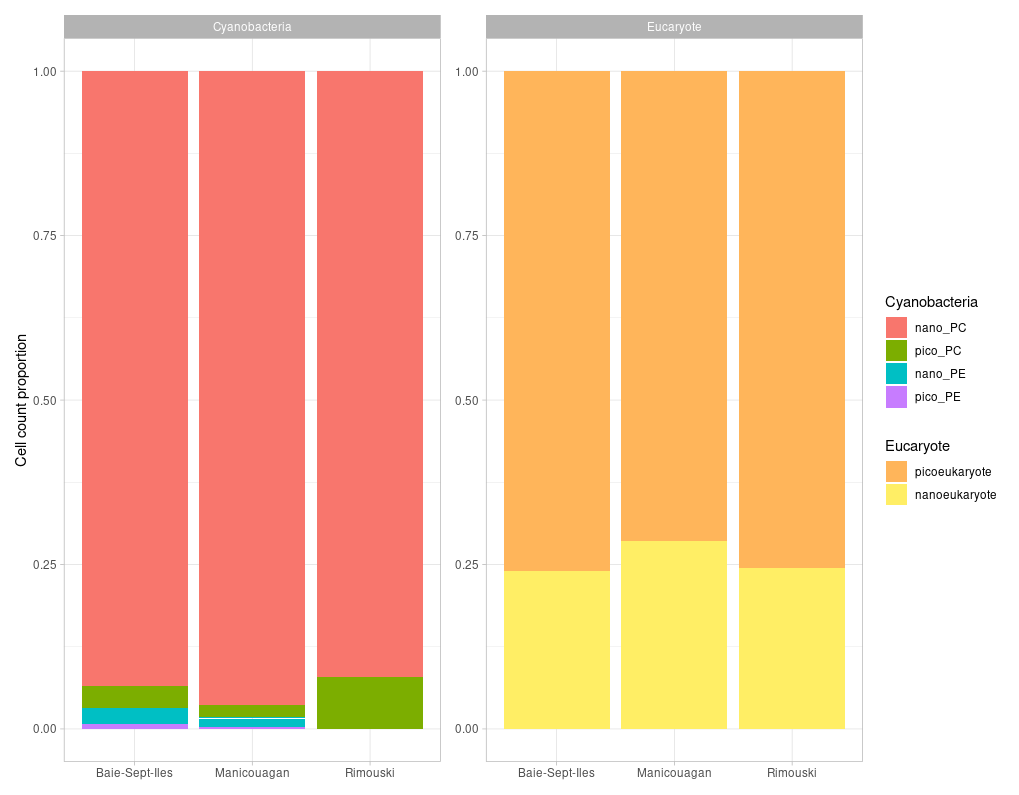 Cyanobacteria
Eucaryote
Cell count proportion
1.00
0.75
0.50
0.25
0.00
Baie-Sept-Iles
Manicouagan
Rimouski
1.00
0.75
0.50
0.25
0.00
Baie-Sept-Iles
Manicouagan
Rimouski
Cyanobacteria
nano_PC
pico_PC
nano_PE
pico_PE
Eucaryote
picoeukaryote
nanoeukaryote